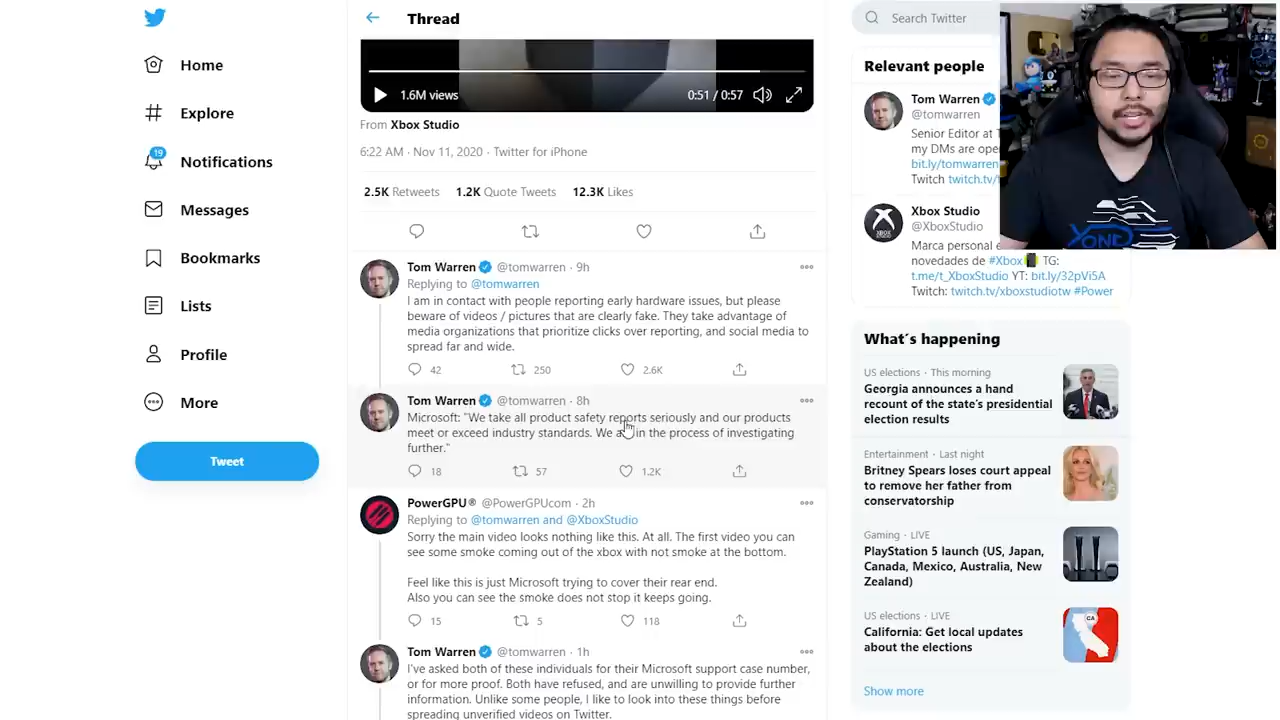 Home
Explore
19
Notifications
Messages
Bookmarks
Lists
Profile
More
Tweet
Thread
1.6M views
0:51 / 0:57
From Xbox Studio
6:22 AM · Nov 11, 2020 · Twitter for iPhone
2.5K Retweets 1.2K Quote Tweets 12.3K Likes
Tom Warren @tomwarren · 9h
Replying to @tomwarren
I am in contact with people reporting early hardware issues, but please
beware of videos / pictures that are clearly fake. They take advantage of
media organizations that prioritize clicks over reporting, and social media to
spread far and wide.
42 250 2.6K
Tom Warren @tomwarren · 8h
Microsoft: "We take all product safety reports seriously and our products
meet or exceed industry standards. We in the process of investigating
further."
18 57 1.2K
PowerGPU® @PowerGPUcom · 2h
Replying to @tomwarren and @XboxStudio
Sorry the main video looks nothing like this. At all. The first video you can
see some smoke coming out of the xbox with not smoke at the bottom.
Feel like this is just Microsoft trying to cover their rear end.
Also you can see the smoke does not stop it keeps going.
15 5 118
Tom Warren @tomwarren · 1h
I've asked both of these individuals for their Microsoft support case number,
or for more proof. Both have refused, and are unwilling to provide further
information. Unlike some people, I like to look into these things before
spreading unverified videos on Twitter.
Search Twitter
Relevant people
Tom Warren
@tomwarren
Senior Editor at
my DMs are
bit.ly/tomwarren
Twitch twitch.tv/
Xbox Studio
@XboxStudio
Marca personal
novedades de #Xbox TG:
t.me/t_XboxStudio YT: bit.ly/32pVi5A
Twitch: twitch.tv/xboxstudiotw #Power
What's happening
US elections · This morning
Georgia announces a hand
recount of the state's presidential
election results
Entertainment · Last night
Britney Spears loses court appeal
to remove her father from
conservatorship
Gaming · LIVE
PlayStation 5 launch (US, Japan,
Canada, Mexico, Australia, New
Zealand)
US elections · LIVE
California: Get local updates
about the elections
Show more